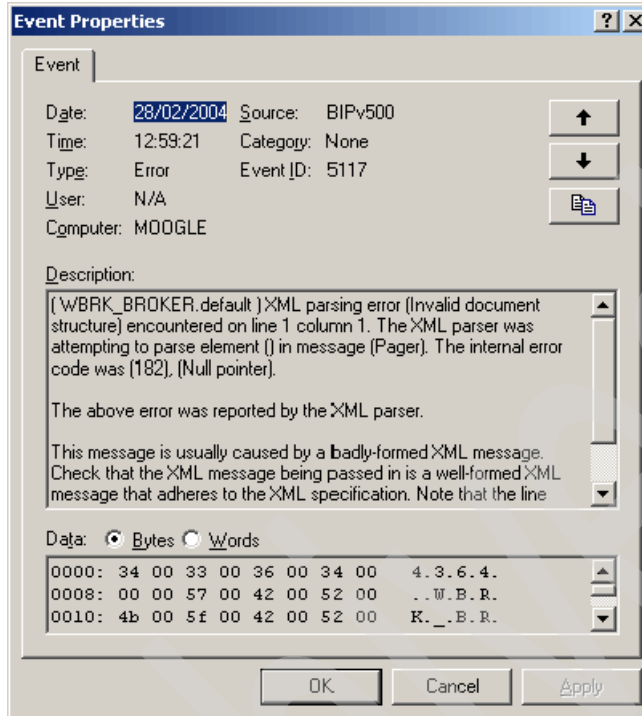 Event Properties
Event
Date: 28/02/2004 Source: BIPv500
Time: 12:59:21 Category: None
Type: Error Event ID: 5117
User: N/A
Computer: MOOGLE
Description:
( WBRK_BROKER.default ) XML parsing error (Invalid document
structure) encountered on line 1 column 1. The XML parser was
attempting to parse element () in message (Pager). The internal error
code was (182), (Null pointer).
The above error was reported by the XML parser.
This message is usually caused by a badly-formed XML message.
Check that the XML message being passed in is a well-formed XML
message that adheres to the XML specification. Note that the line
Data: Bytes Words
0000: 34 00 33 00 36 00 34 00 4.3.6.4.
0008: 00 00 57 00 42 00 52 00 ..W.B.R.
0010: 4b 00 5f 00 42 00 52 00 K._.B.R.
OK Cancel Apply